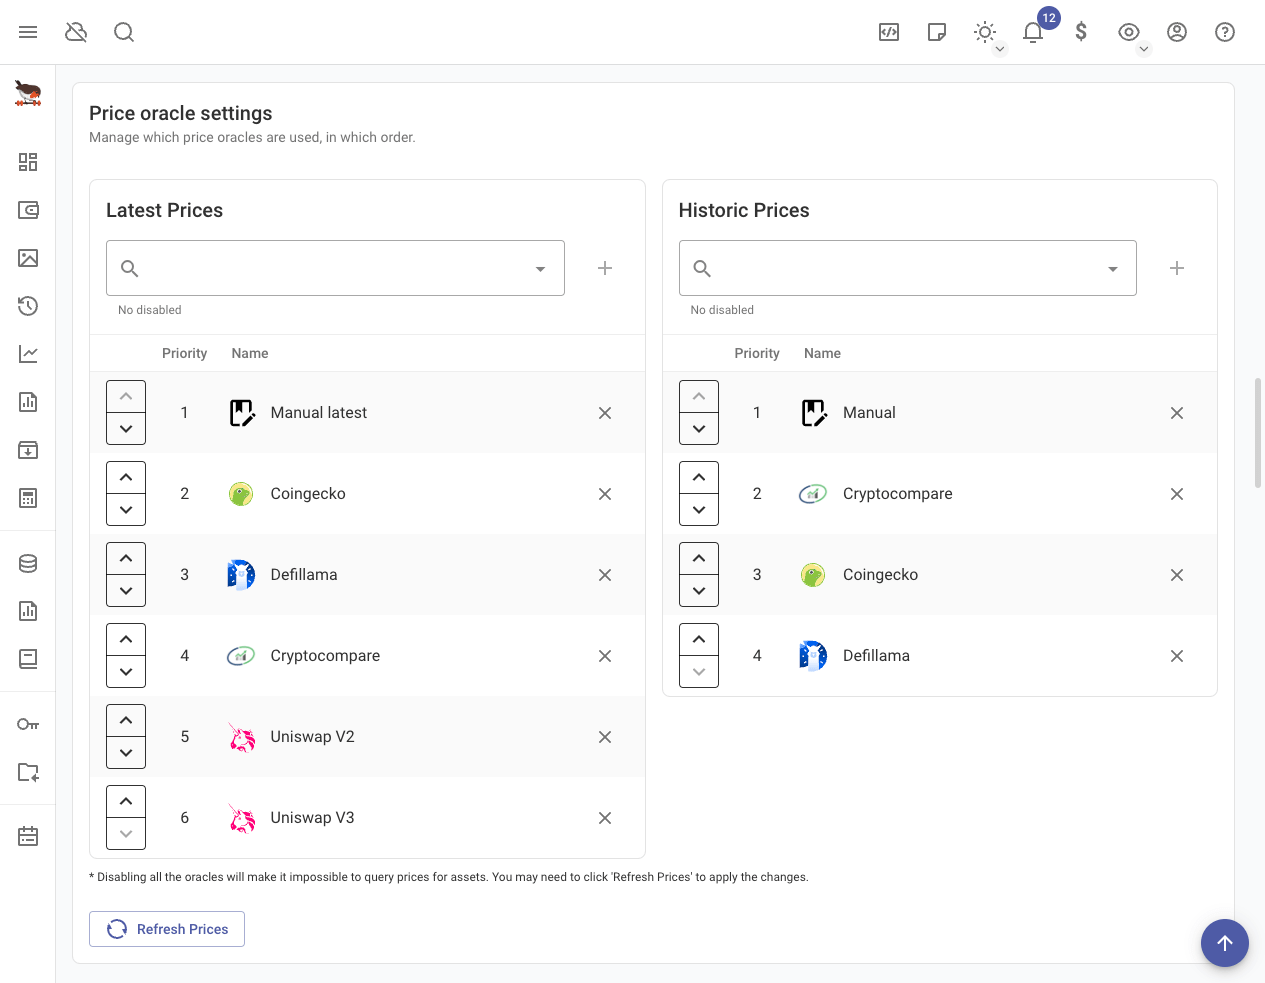 12
Price oracle settings
Manage which price oracles are used, in which order.
Latest Prices
No disabled
Priority Name
1 Manual latest
2 Coingecko
3 Defillama
4 Cryptocompare
5 Uniswap V2
6 Uniswap V3
Historic Prices
No disabled
Priority Name
1 Manual
2 Cryptocompare
3 Coingecko
4 Defillama
* Disabling all the oracles will make it impossible to query prices for assets. You may need to click 'Refresh Prices' to apply the changes.
Refresh Prices